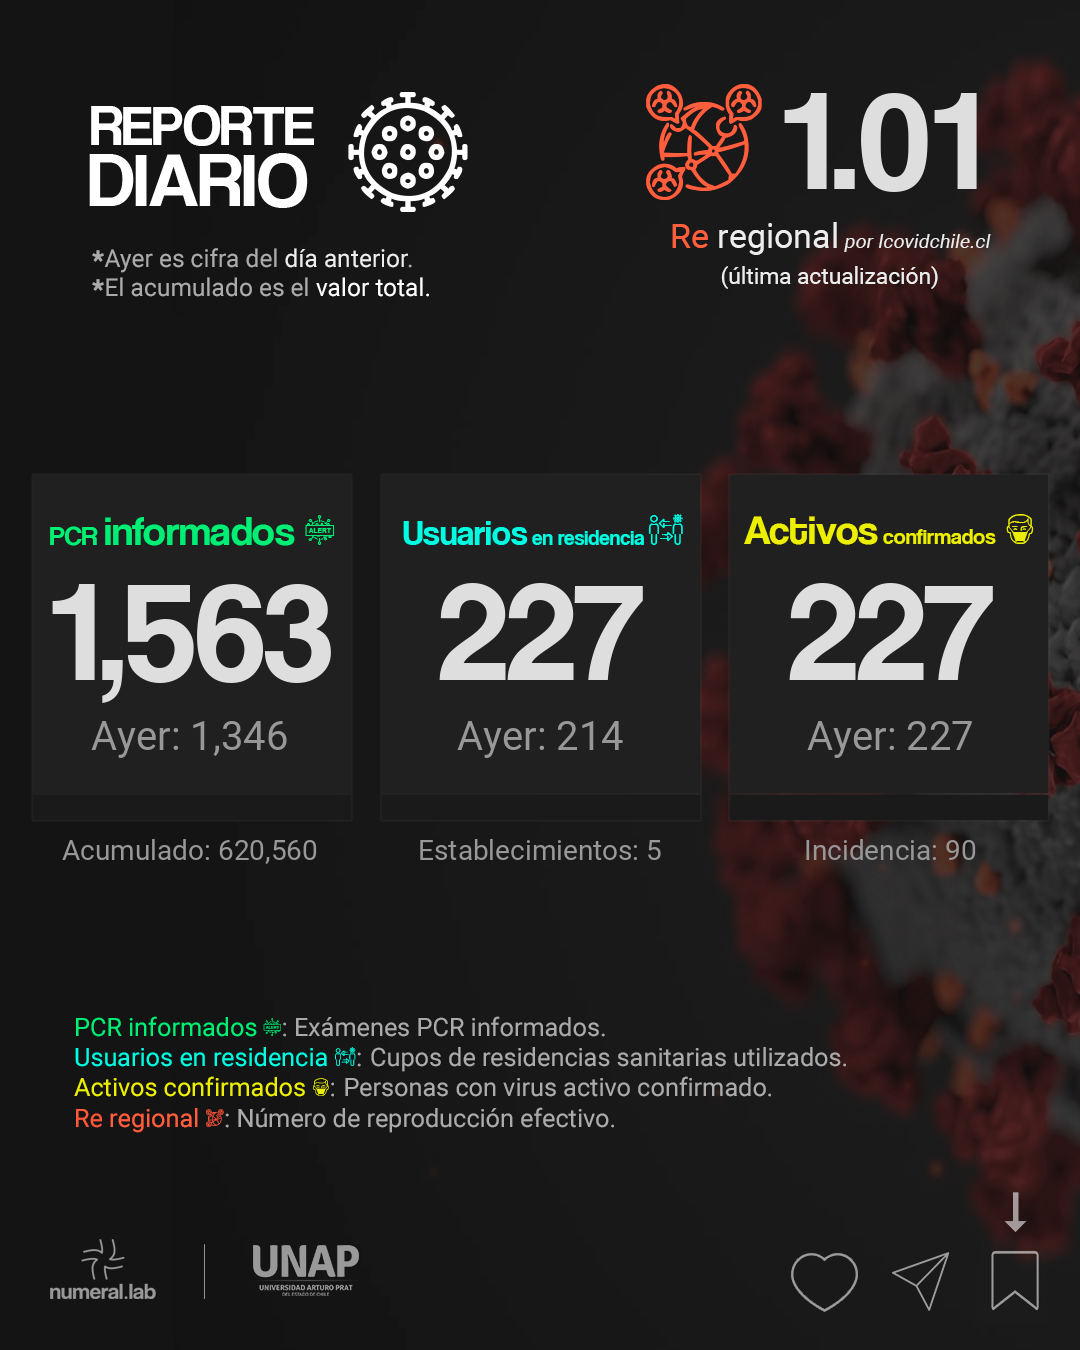 REPORTE
DIARIO
*Ayer es cifra del día anterior.
*El acumulado es el valor total.
1.01
Re regional por Icovidchile.cl
(última actualización)
PCR informados ALERT
1,563
Ayer: 1,346
Acumulado: 620,560
Usuarios en residencia
227
Ayer: 214
Establecimientos: 5
Activos confirmados
227
Ayer: 227
Incidencia: 90
PCR informados : Exámenes PCR informados.
Usuarios en residencia : Cupos de residencias sanitarias utilizados.
Activos confirmados : Personas con virus activo confirmado.
Re regional : Número de reproducción efectivo.
numeral.lab
UNAP
UNIVERSIDAD ARTURO PRAT
DEL ESTADO DE CHILE